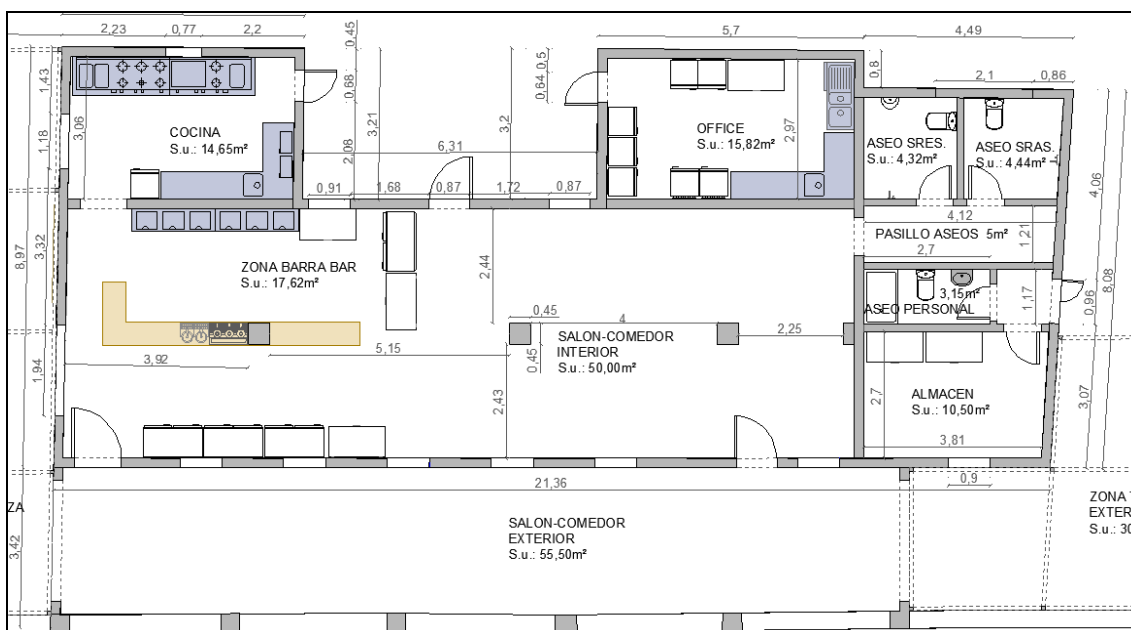 2,23
0,77
2,2
0,45
5,7
4,49
1,43
0,68
3,21
3,2
0,5
0,64
0,8
2,1
0,86
3,06
COCINA
S.u.: 14,65m²
OFFICE
S.u.: 15,82m²
2,97
ASEO SRES.
S.u.: 4,32m²
ASEO SRAS.
S.u.: 4,44m²
1,18
2,08
6,31
0,91
1,68
0,87
1,72
0,87
4,06
4,12
PASILLO ASEOS 5m²
1,21
2,7
8,97
3,32
ZONA BARRA BAR
S.u.: 17,62m²
2,44
8,08
3,15m²
ASEO PERSONAL
1,17
0,96
0,45
4
2,25
SALON-COMEDOR
INTERIOR
S.u.: 50,00m²
0,45
5,15
3,92
1,94
2,43
2,7
ALMACEN
S.u.: 10,50m²
3,07
3,81
21,36
0,9
ZA
SALON-COMEDOR
EXTERIOR
S.u.: 55,50m²
ZONA
EXTER
S.u.: 30
3,42